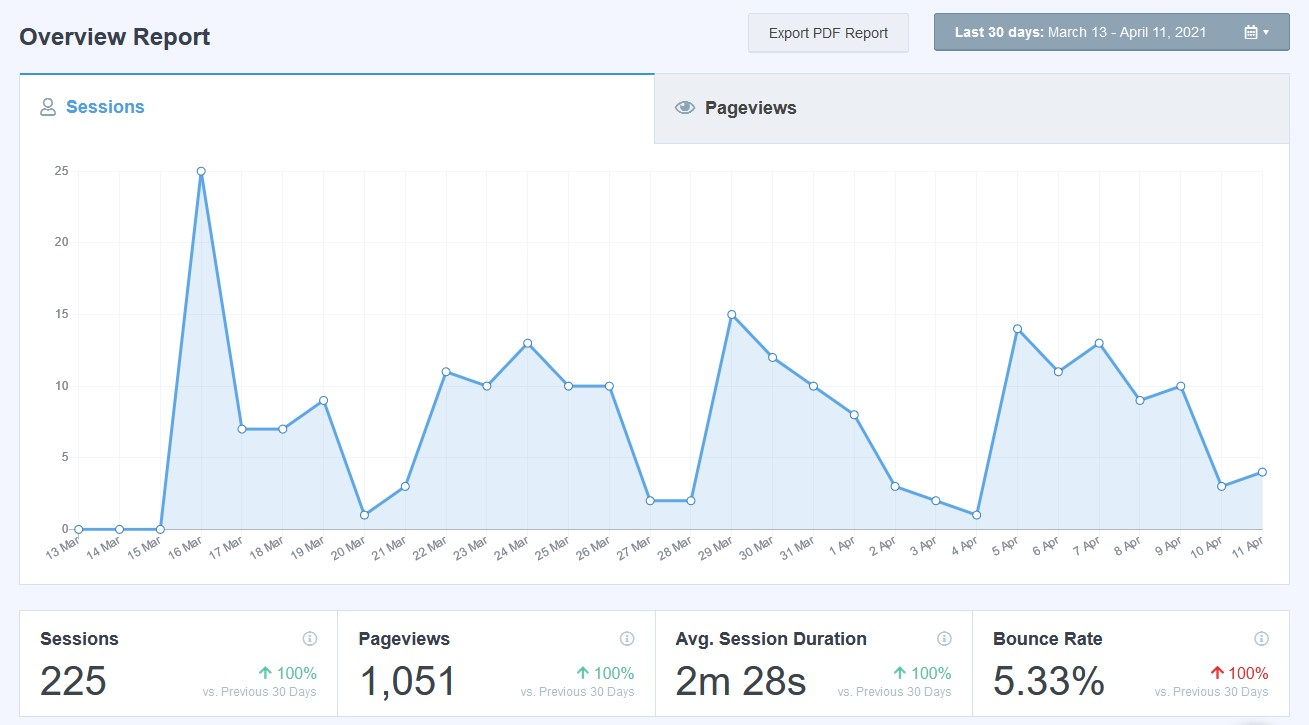 Overview Report
Export PDF Report
Last 30 days: March 13 - April 11, 2021
Sessions
Pageviews
25
20
15
10
5
0
13 Mar 14 Mar 15 Mar 16 Mar 17 Mar 18 Mar 19 Mar 20 Mar 21 Mar 22 Mar 23 Mar 24 Mar 25 Mar 26 Mar 27 Mar 28 Mar 29 Mar 30 Mar 31 Mar 1 Apr 2 Apr 3 Apr 4 Apr 5 Apr 6 Apr 7 Apr 8 Apr 9 Apr 10 Apr 11 Apr
Sessions
225
100%
vs. Previous 30 Days
Pageviews
1,051
100%
vs. Previous 30 Days
Avg. Session Duration
2m 28s
100%
vs. Previous 30 Days
Bounce Rate
5.33%
100%
vs. Previous 30 Days